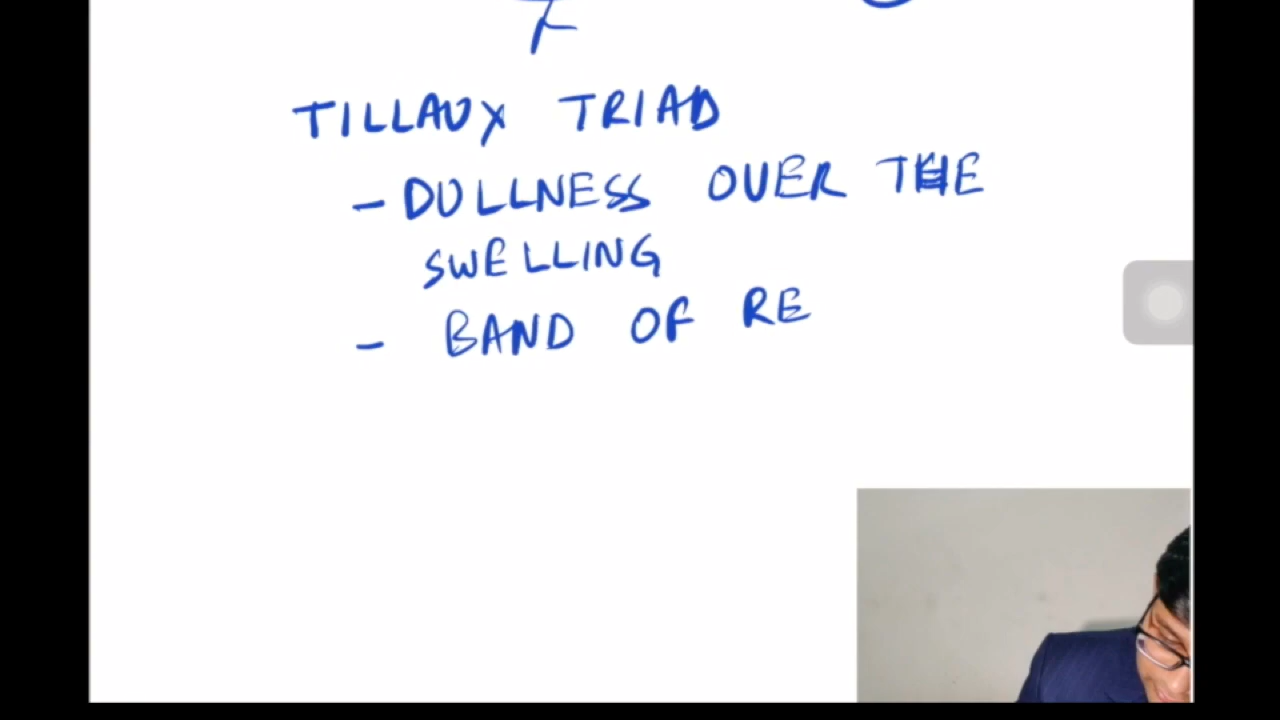 TILLAUX TRIAD
- DULLNESS OVER THE
SWELLING
- BAND OF RE